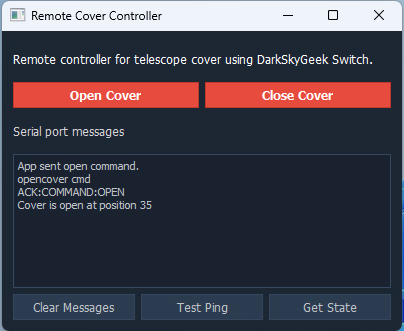 Remote Cover Controller
Remote controller for telescope cover using DarkSkyGeek Switch.
Open Cover
Close Cover
Serial port messages
App sent open command.
opencover cmd
ACK:COMMAND:OPEN
Cover is open at position 35
Clear Messages
Test Ping
Get State